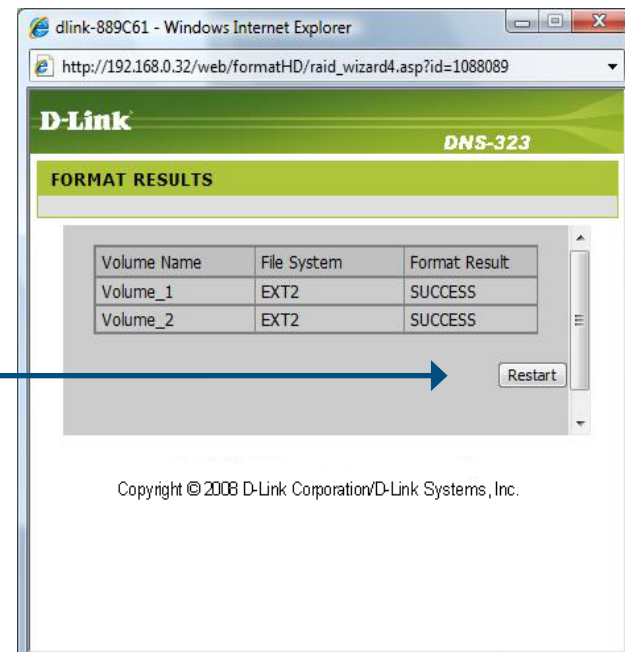 dlink-889C61 - Windows Internet Explorer
http://192.168.0.32/web/formatHD/raid_wizard4.asp?id=1088089
D-Link
DNS-323
FORMAT RESULTS
Volume Name File System Format Result
Volume_1 EXT2 SUCCESS
Volume_2 EXT2 SUCCESS
Restart
Copyright © 2008 D-Link Corporation/D-Link Systems, Inc.